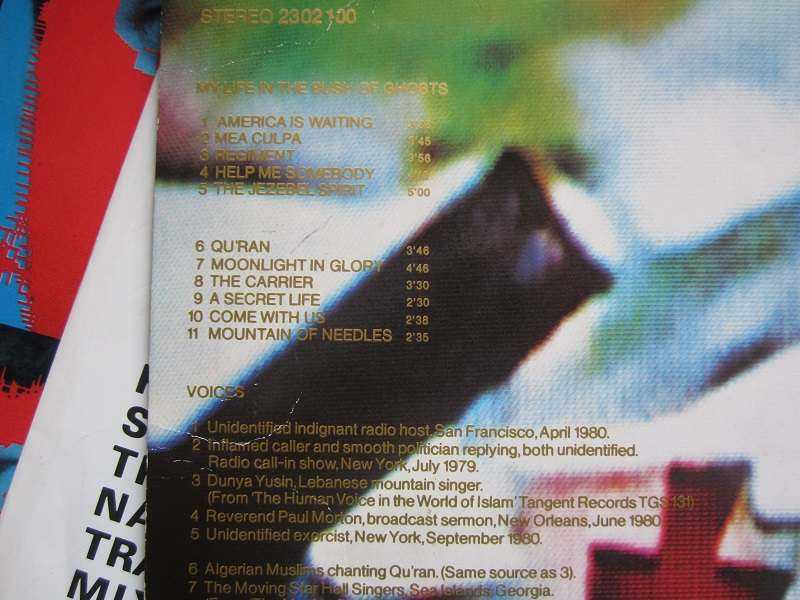 STEREO 2302 100
MY LIFE IN THE BUSH OF GHOSTS
1 AMERICA IS WAITING
2 MEA CULPA 3'45
3 REGIMENT 3'56
4 HELP ME SOMEBODY
5 THE JEZEBEL SPIRIT 5'00
6 QU'RAN 3'46
7 MOONLIGHT IN GLORY 4'46
8 THE CARRIER 3'30
9 A SECRET LIFE 2'30
10 COME WITH US 2'38
11 MOUNTAIN OF NEEDLES 2'35
VOICES
1 Unidentified indignant radio host, San Francisco, April 1980.
2 Inflamed caller and smooth politician replying, both unidentified.
Radio call-in show, New York, July 1979.
3 Dunya Yusin, Lebanese mountain singer.
(From 'The Human Voice in the World of Islam' Tangent Records TGS 131)
4 Reverend Paul Morton, broadcast sermon, New Orleans, June 1980
5 Unidentified exorcist, New York, September 1980.
6 Algerian Muslims chanting Qu'ran. (Same source as 3).
7 The Moving Star Hall Singers, Sea Islands, Georgia.